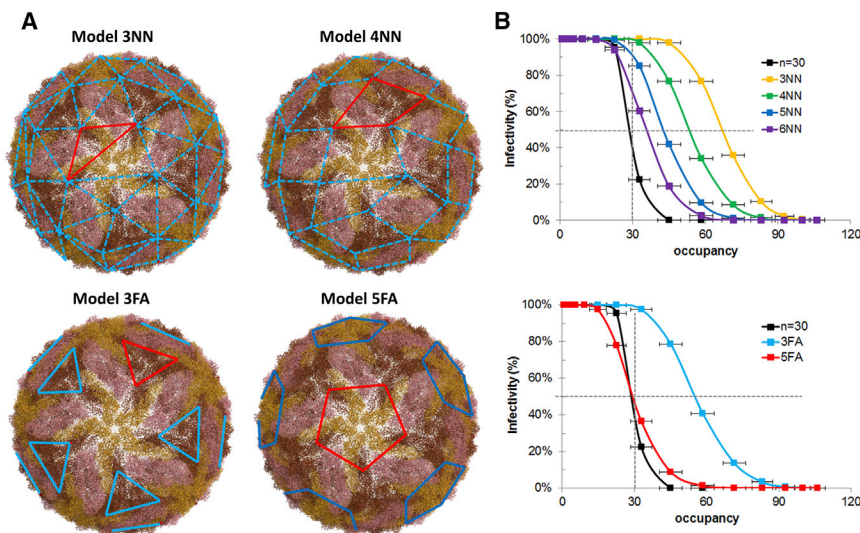 A
Model 3NN
Model 4NN
Model 3FA
Model 5FA
B
Infectivity (%)
100%
80%
60%
40%
20%
0%
0
30
60
90
120
occupancy
n=30
3NN
4NN
5NN
6NN
Infectivity (%)
100%
80%
60%
40%
20%
0%
0
30
60
90
120
occupancy
n=30
3FA
5FA